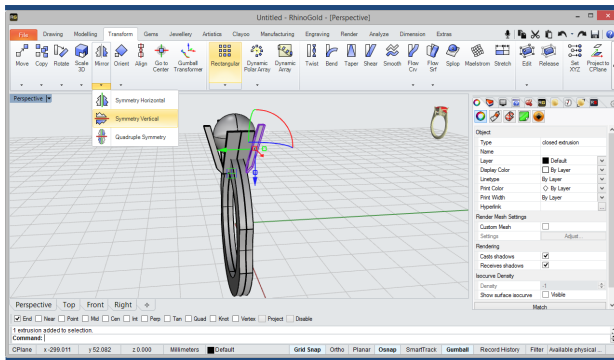 Untitled - RhinoGold - [Perspective]
File Drawing Modelling Transform Gems Jewellery Artistics Clayoo Manufacturing Engraving Render Analyze Dimension Extras
Move Copy Rotate Scale 3D Mirror Orient Align Go to Center Gumball Transformer Rectangular Dynamic Polar Array Dynamic Array Twist Bend Taper Shear Smooth Flow Crv Flow Srf Splop Maelstrom Stretch Edit Release Set XYZ Project to CPlane
Perspective
Symmetry Horizontal
Symmetry Vertical
Quadruple Symmetry
Object
Type closed extrusion
Name
Layer Default
Display Color By Layer
Linetype By Layer
Print Color By Layer
Print Width By Layer
Hyperlink ...
Render Mesh Settings
Custom Mesh
Settings Adjust...
Rendering
Casts shadows
Receives shadows
Isocurve Density
Density -1
Show surface isocurve Visible
Match
Perspective Top Front Right
End Near Point Mid Cen Int Perp Tan Quad Knot Vertex Project Disable
1 extrusion added to selection.
Command:
CPlane x -299.011 y 52.082 z 0.000 Millimeters Default Grid Snap Ortho Planar Osnap SmartTrack Gumball Record History Filter Available physical ...